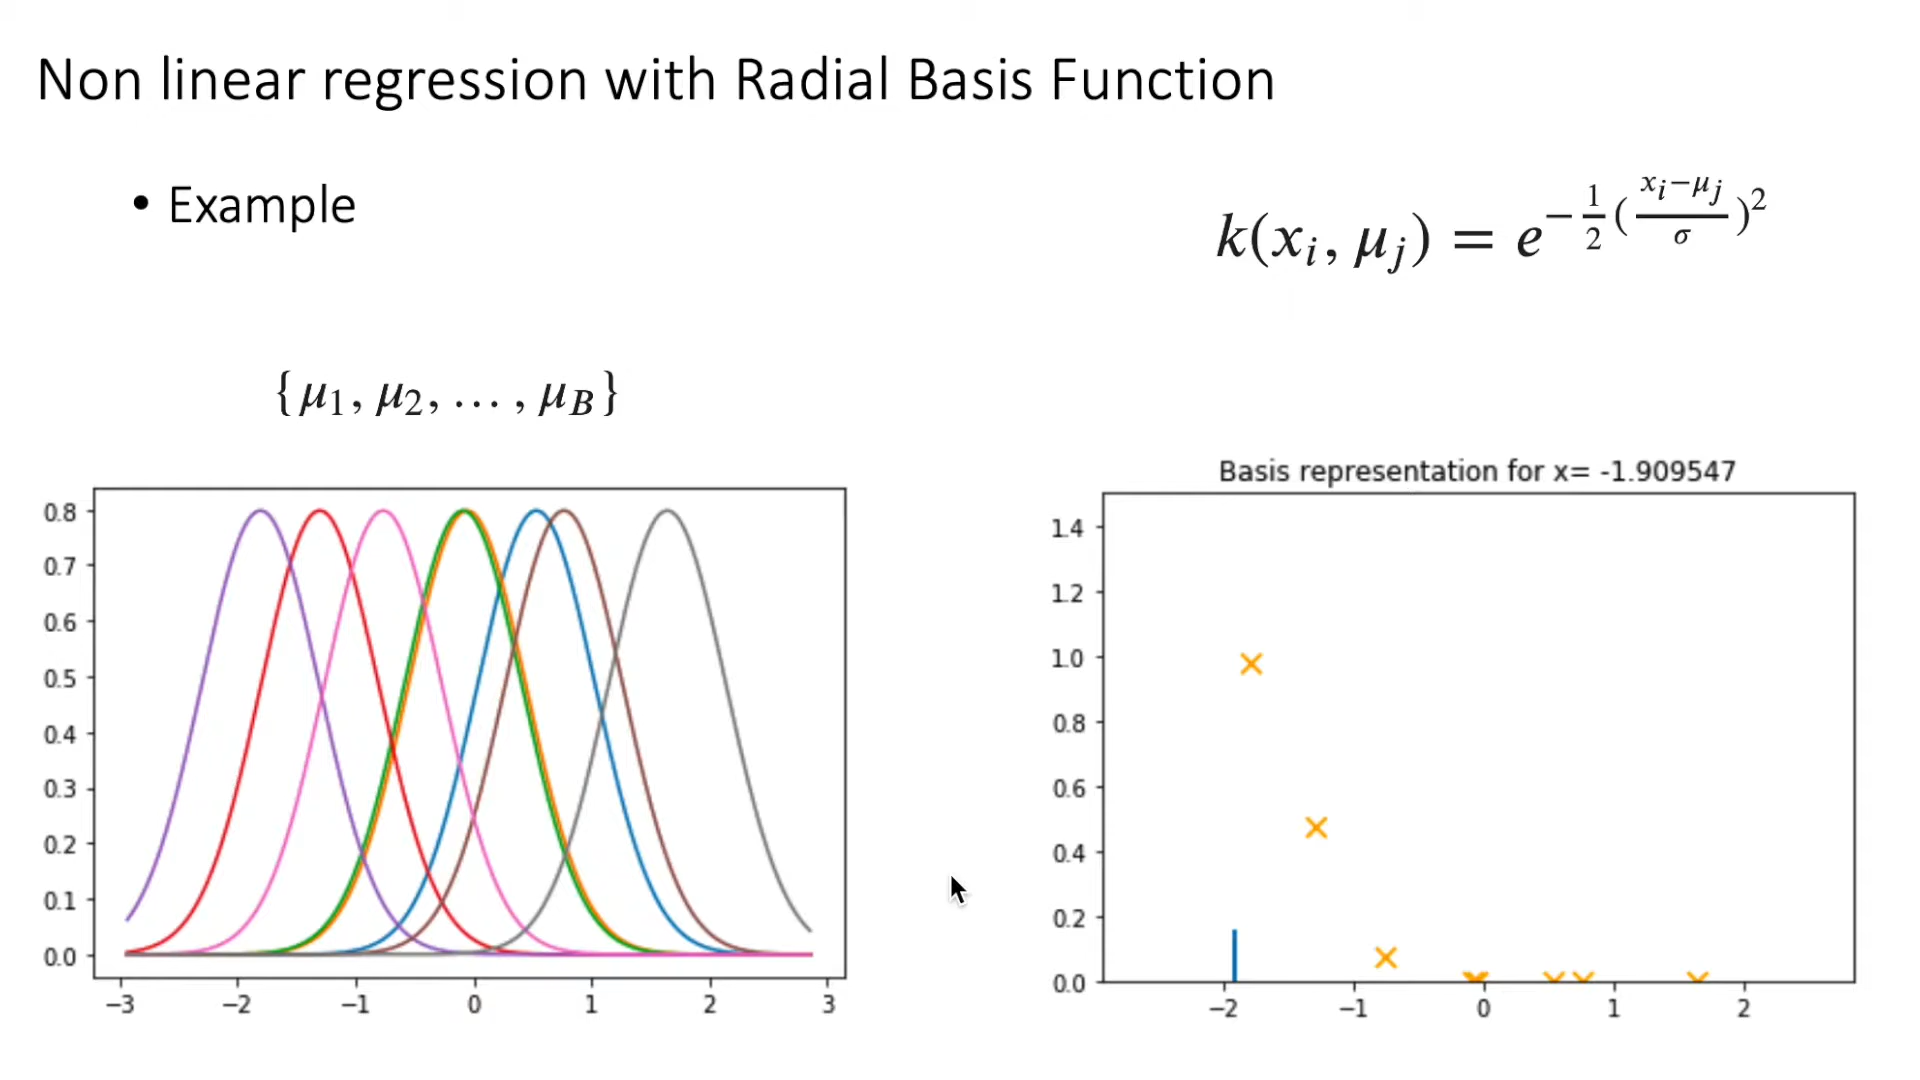 Non linear regression with Radial Basis Function
• Example
k(x_i, μ_j) = e^{-\frac{1}{2}(\frac{x_i-μ_j}{σ})^2}
{μ_1, μ_2, ... , μ_B}
0.8
0.7
0.6
0.5
0.4
0.3
0.2
0.1
0.0
−3 −2 −1 0 1 2 3
Basis representation for x= -1.909547
1.4
1.2
1.0
0.8
0.6
0.4
0.2
0.0
−2 −1 0 1 2